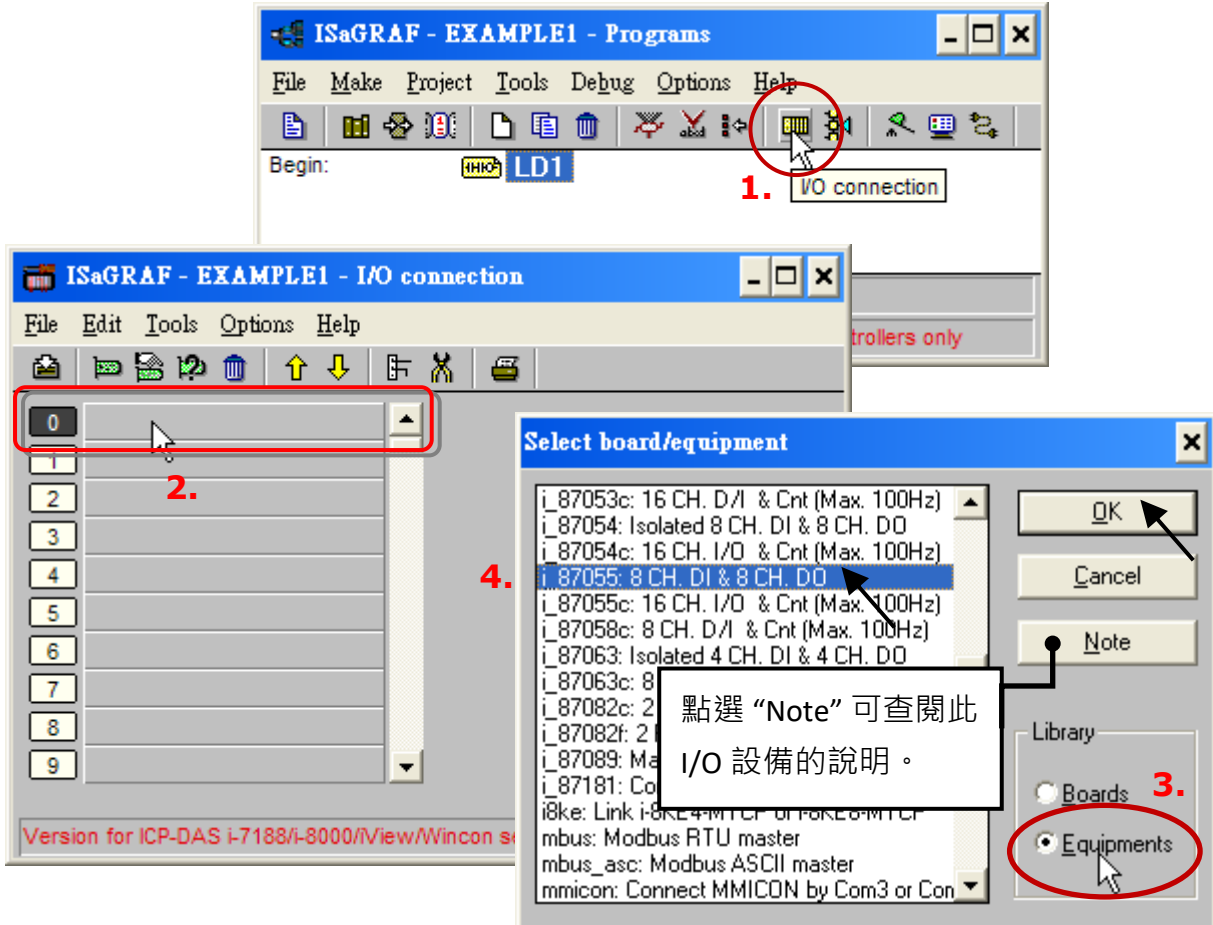 ISaGRAF - EXAMPLE1 - Programs
File Make Project Tools Debug Options Help
Begin: LD1
1.
I/O connection
trollers only
ISaGRAF - EXAMPLE1 - I/O connection
File Edit Tools Options Help
0
1
2
3
4
5
6
7
8
9
2.
Version for ICP-DAS i-7188/i-8000/iView/Wincon se
Select board/equipment
i_87053c: 16 CH. D/I & Cnt (Max. 100Hz)
i_87054: Isolated 8 CH. DI & 8 CH. DO
i_87054c: 16 CH. I/O & Cnt (Max. 100Hz)
4.
i_87055: 8 CH. DI & 8 CH. DO
i_87055c: 16 CH. I/O & Cnt (Max. 100Hz)
i_87058c: 8 CH. D/I & Cnt (Max. 100Hz)
i_87063: Isolated 4 CH. DI & 4 CH. DO
i_87063c: 8
i_87082c: 2
i_87082f: 2
i_87089: Ma
i_87181: Co
i8ke: Link i-8KE4-MTCP or i-8KE8-MTCP
mbus: Modbus RTU master
mbus_asc: Modbus ASCII master
mmicon: Connect MMICON by Com3 or Con
點選 “Note” 可查閱此
I/O 設備的說明。
OK
Cancel
Note
Library
Boards
3.
Equipments